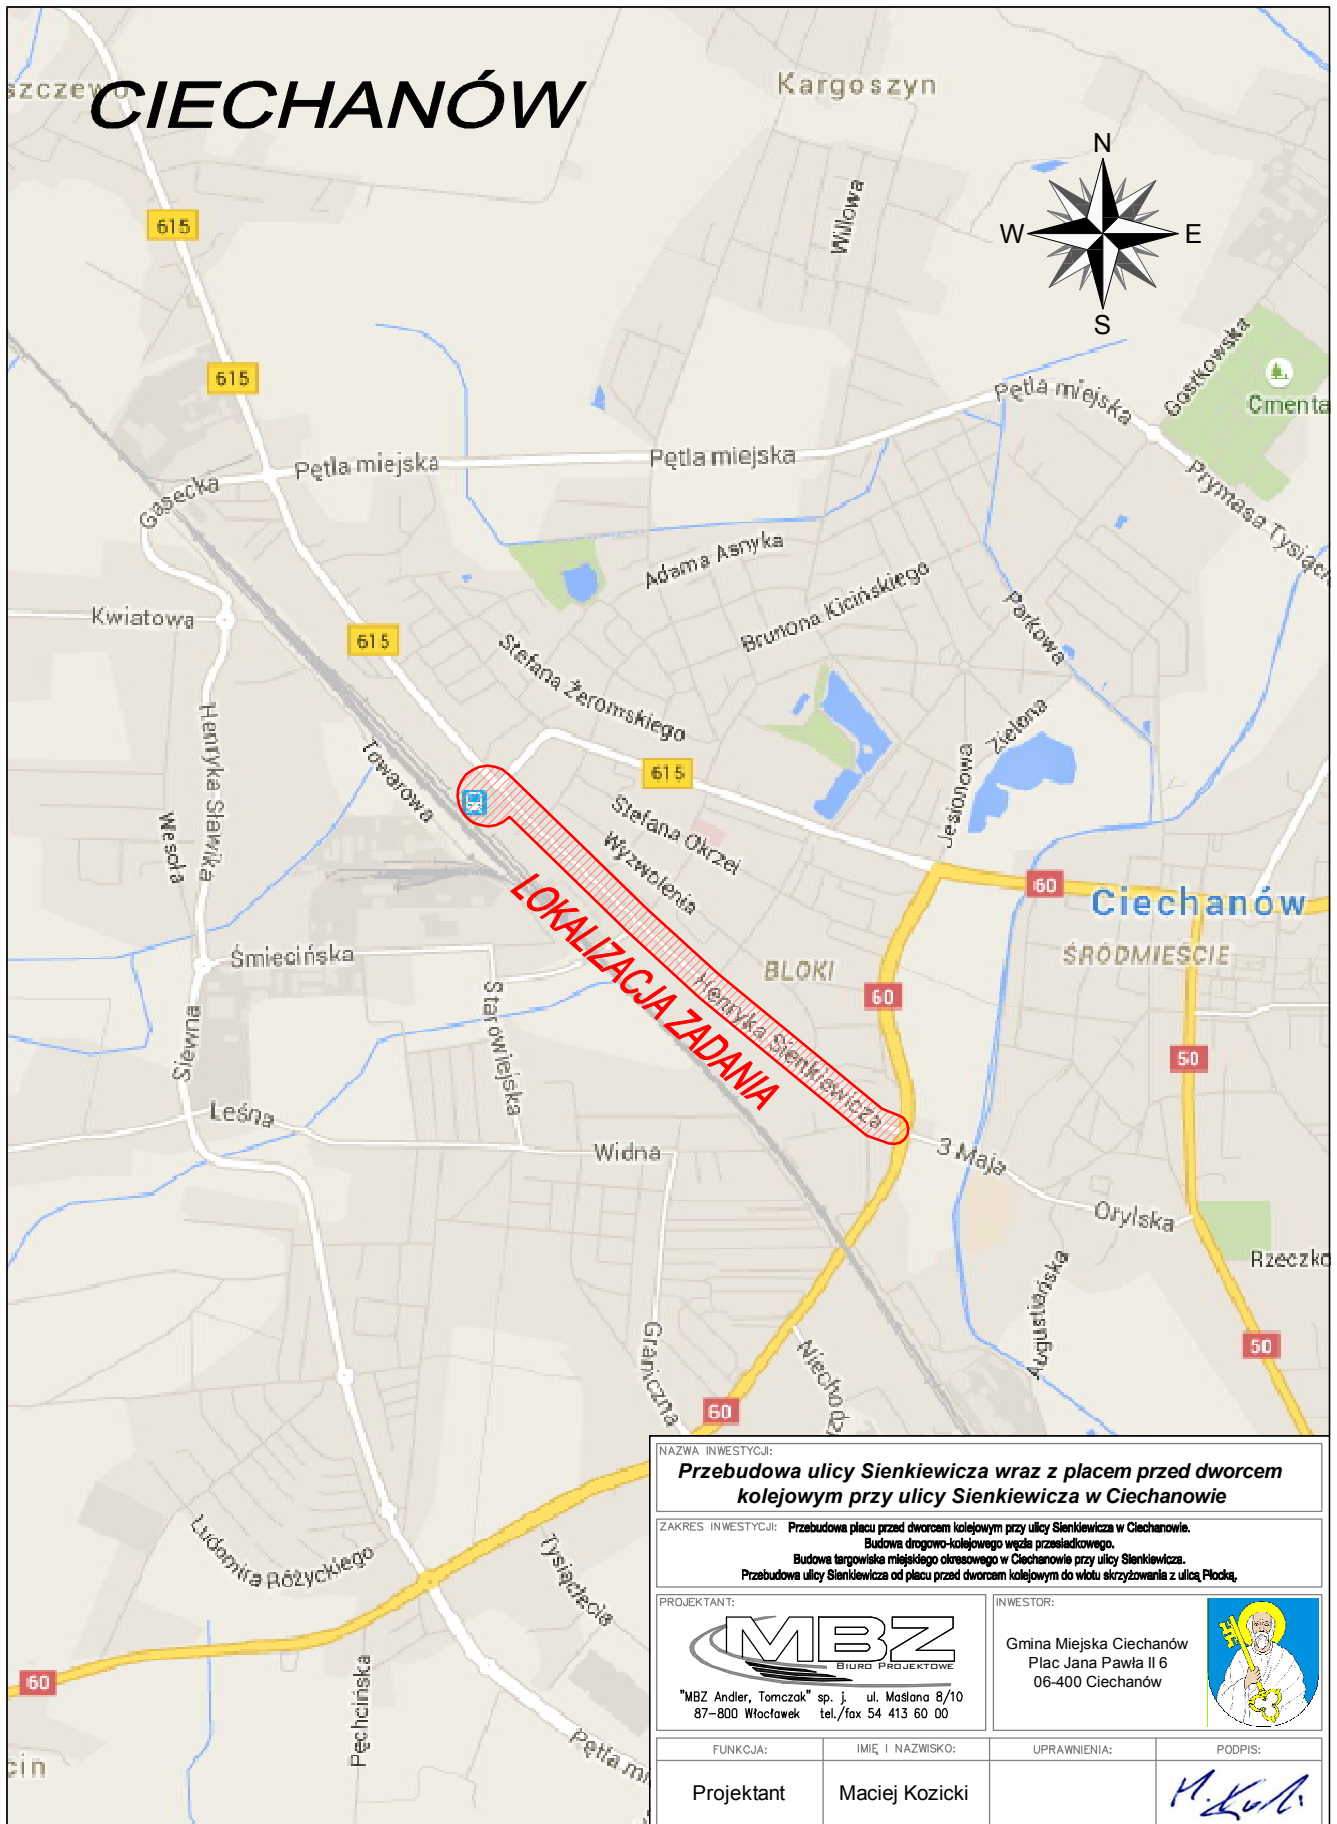 CIECHANÓW
szczewo
Kargoszyn
N
W
E
S
Willowa
615
615
Gostkowska
Cmenta
Pętla miejska
Pętla miejska
Pętla miejska
Gąsecka
Prymasa Tysiącl
Adama Asnyka
Brunona Kicińskiego
Parkowa
Kwiatowa
615
Stefana Żeromskiego
Henryka Sławika
Towarowa
Zielona
Jesionowa
615
Stefana Okrzei
Wyzwolenia
Wesoła
60
Ciechanów
ŚRÓDMIEŚCIE
LOKALIZACJA ZADANIA
BLOKI
Henryka Sienkiewicza
Śmiecińska
60
Starowiejska
Siewna
50
Leśna
Widna
3 Maja
Orylska
Rzeczko
Augustiańska
Graniczna
Niechodz
50
60
Ludomira Różyckiego
Tysiąclecia
60
Pęchcińska
Pętla mi
cin
NAZWA INWESTYCJI:
Przebudowa ulicy Sienkiewicza wraz z placem przed dworcem
kolejowym przy ulicy Sienkiewicza w Ciechanowie
ZAKRES INWESTYCJI: Przebudowa placu przed dworcem kolejowym przy ulicy Sienkiewicza w Ciechanowie.
Budowa drogowo-kolejowego węzła przesiadkowego.
Budowa targowiska miejskiego okresowego w Ciechanowie przy ulicy Sienkiewicza.
Przebudowa ulicy Sienkiewicza od placu przed dworcem kolejowym do wlotu skrzyżowania z ulicą Płocką.
PROJEKTANT:
MBZ
BIURO PROJEKTOWE
"MBZ Andler, Tomczak" sp. j. ul. Maślana 8/10
87-800 Włocławek tel./fax 54 413 60 00
INWESTOR:
Gmina Miejska Ciechanów
Plac Jana Pawła II 6
06-400 Ciechanów
FUNKCJA:
IMIĘ I NAZWISKO:
UPRAWNIENIA:
PODPIS:
Projektant
Maciej Kozicki